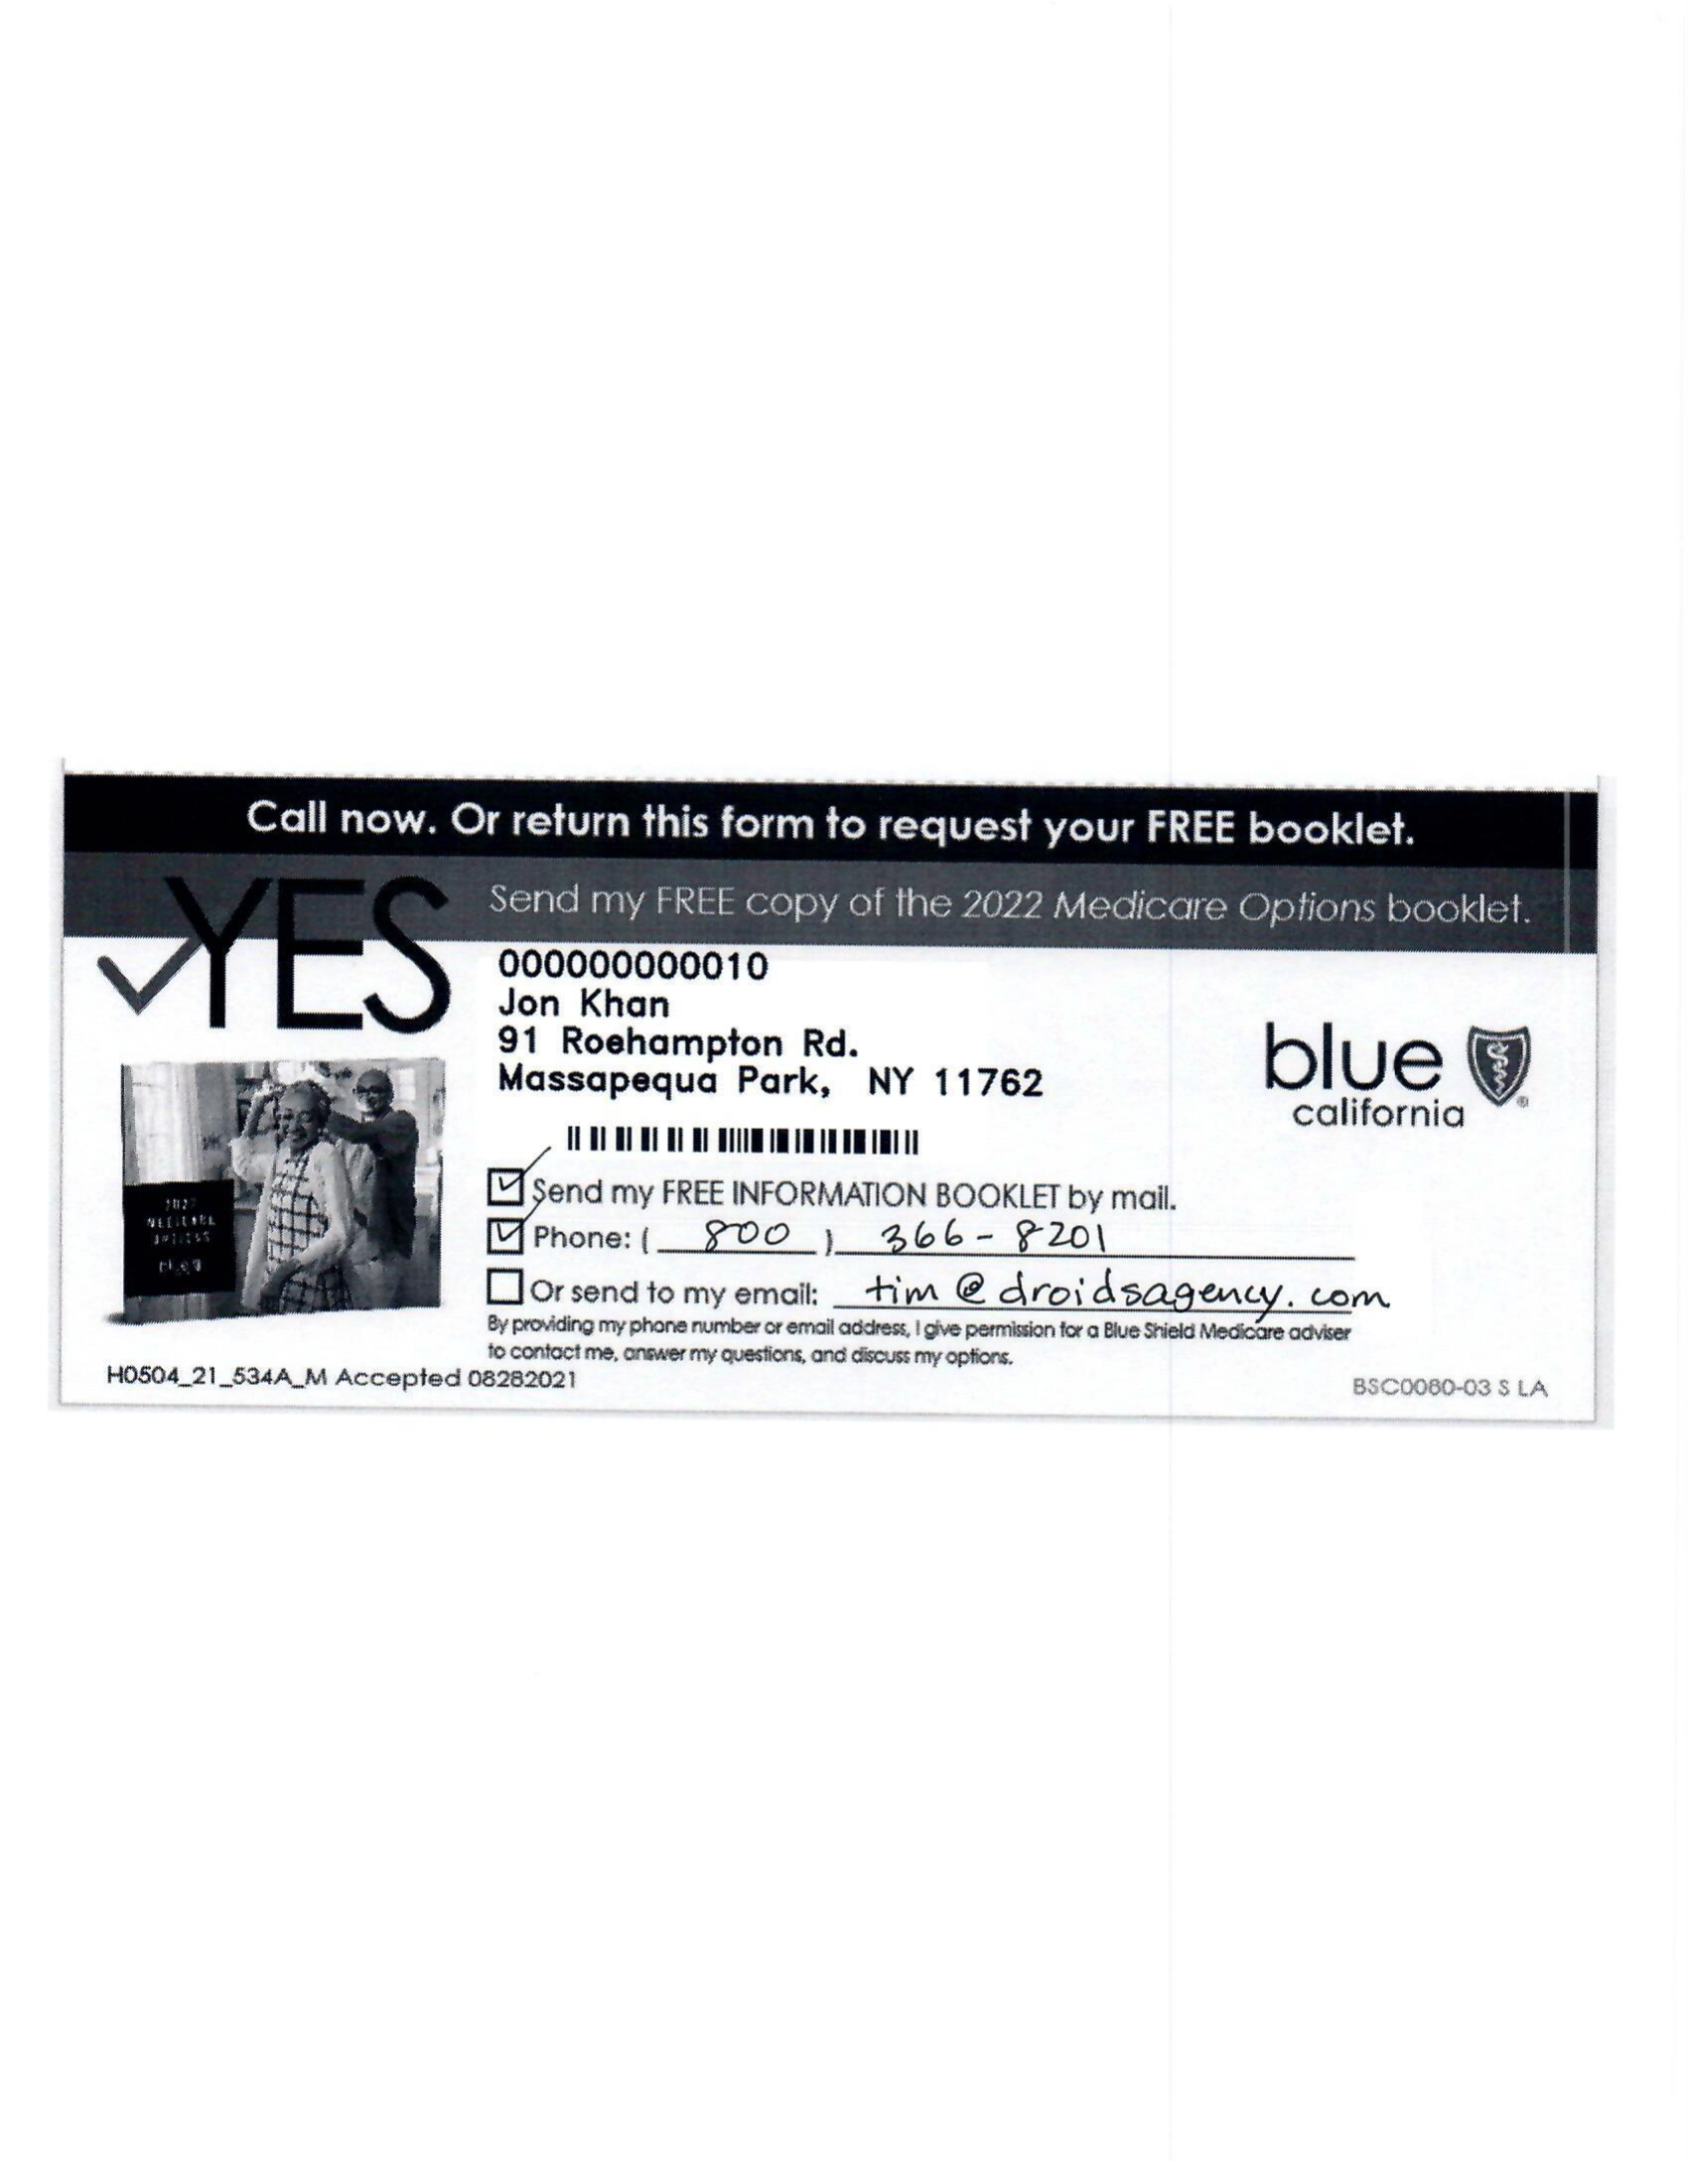 Call now. Or return this form to request your FREE booklet.
YES
Send my FREE copy of the 2022 Medicare Options booklet.
000000000010
Jon Khan
91 Roehampton Rd.
Massapequa Park, NY 11762
blue
california
Send my FREE INFORMATION BOOKLET by mail.
Phone: ( 800 ) 366-8201
Or send to my email: tim@droidsagency.com
By providing my phone number or email address, I give permission for a Blue Shield Medicare adviser
to contact me, answer my questions, and discuss my options.
2022
MEDICARE
OPTIONS
H0504_21_534A_M Accepted 08282021
BSC0080-03 S LA